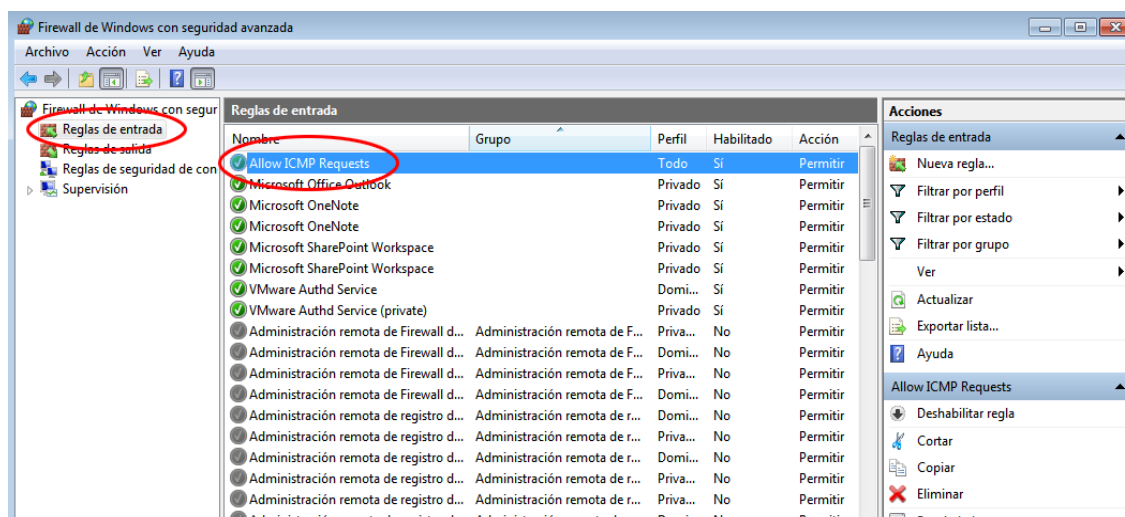 Firewall de Windows con seguridad avanzada
Archivo Acción Ver Ayuda
Firewall de Windows con segur
Reglas de entrada
Reglas de salida
Reglas de seguridad de con
Supervisión
Reglas de entrada
Nombre Grupo Perfil Habilitado Acción
Allow ICMP Requests Todo Sí Permitir
Microsoft Office Outlook Privado Sí Permitir
Microsoft OneNote Privado Sí Permitir
Microsoft OneNote Privado Sí Permitir
Microsoft SharePoint Workspace Privado Sí Permitir
Microsoft SharePoint Workspace Privado Sí Permitir
VMware Authd Service Domi... Sí Permitir
VMware Authd Service (private) Privado Sí Permitir
Administración remota de Firewall d... Administración remota de F... Priva... No Permitir
Administración remota de Firewall d... Administración remota de F... Domi... No Permitir
Administración remota de Firewall d... Administración remota de F... Priva... No Permitir
Administración remota de Firewall d... Administración remota de F... Domi... No Permitir
Administración remota de registro d... Administración remota de r... Domi... No Permitir
Administración remota de registro d... Administración remota de r... Priva... No Permitir
Administración remota de registro d... Administración remota de r... Domi... No Permitir
Administración remota de registro d... Administración remota de r... Priva... No Permitir
Administración remota de registro d... Administración remota de r... Priva... No Permitir
Acciones
Reglas de entrada
Nueva regla...
Filtrar por perfil
Filtrar por estado
Filtrar por grupo
Ver
Actualizar
Exportar lista...
Ayuda
Allow ICMP Requests
Deshabilitar regla
Cortar
Copiar
Eliminar